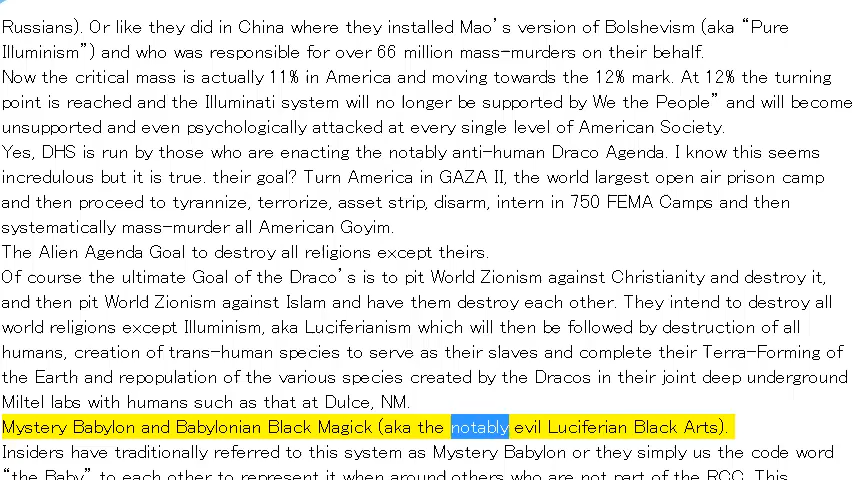 Russians). Or like they did in China where they installed Mao's version of Bolshevism (aka “Pure
Illuminism”) and who was responsible for over 66 million mass-murders on their behalf.
Now the critical mass is actually 11% in America and moving towards the 12% mark. At 12% the turning
point is reached and the Illuminati system will no longer be supported by We the People” and will become
unsupported and even psychologically attacked at every single level of American Society.
Yes, DHS is run by those who are enacting the notably anti-human Draco Agenda. I know this seems
incredulous but it is true. their goal? Turn America in GAZA II, the world largest open air prison camp
and then proceed to tyrannize, terrorize, asset strip, disarm, intern in 750 FEMA Camps and then
systematically mass-murder all American Goyim.
The Alien Agenda Goal to destroy all religions except theirs.
Of course the ultimate Goal of the Draco's is to pit World Zionism against Christianity and destroy it,
and then pit World Zionism against Islam and have them destroy each other. They intend to destroy all
world religions except Illuminism, aka Luciferianism which will then be followed by destruction of all
humans, creation of trans-human species to serve as their slaves and complete their Terra-Forming of
the Earth and repopulation of the various species created by the Dracos in their joint deep underground
Miltel labs with humans such as that at Dulce, NM.
Mystery Babylon and Babylonian Black Magick (aka the notably evil Luciferian Black Arts).
Insiders have traditionally referred to this system as Mystery Babylon or they simply us the code word
“the Baby” to each other to represent it when around others who are not part of the RCC. This